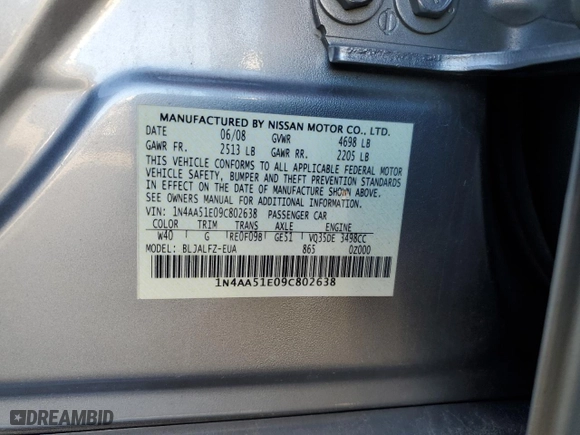 MANUFACTURED BY NISSAN MOTOR CO., LTD.
DATE 06/08 GVWR 4698 LB
GAWR FR. 2513 LB GAWR RR. 2205 LB
THIS VEHICLE CONFORMS TO ALL APPLICABLE FEDERAL MOTOR
VEHICLE SAFETY, BUMPER AND THEFT PREVENTION STANDARDS
IN EFFECT ON THE DATE OF MANUFACTURE SHOWN ABOVE.
SEE OWNERS MANUAL FOR ADDITIONAL INFORMATION.
VIN: 1N4AA51E09C802638 PASSENGER CAR
COLOR TRIM TRANS AXLE ENGINE
W40 G RE0F09B GE51 VQ35DE 3498CC
MODEL: BLJALFZ-EUA 865 0Z000
1N4AA51E09C802638
DREAMBID